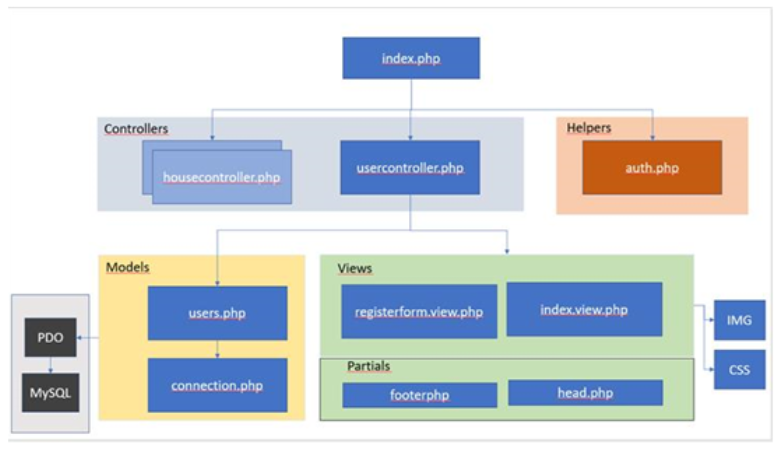 index.php
Controllers
housecontroller.php
usercontroller.php
Helpers
auth.php
Models
users.php
connection.php
Views
registerform.view.php
index.view.php
Partials
footerphp
head.php
PDO
MySQL
IMG
CSS